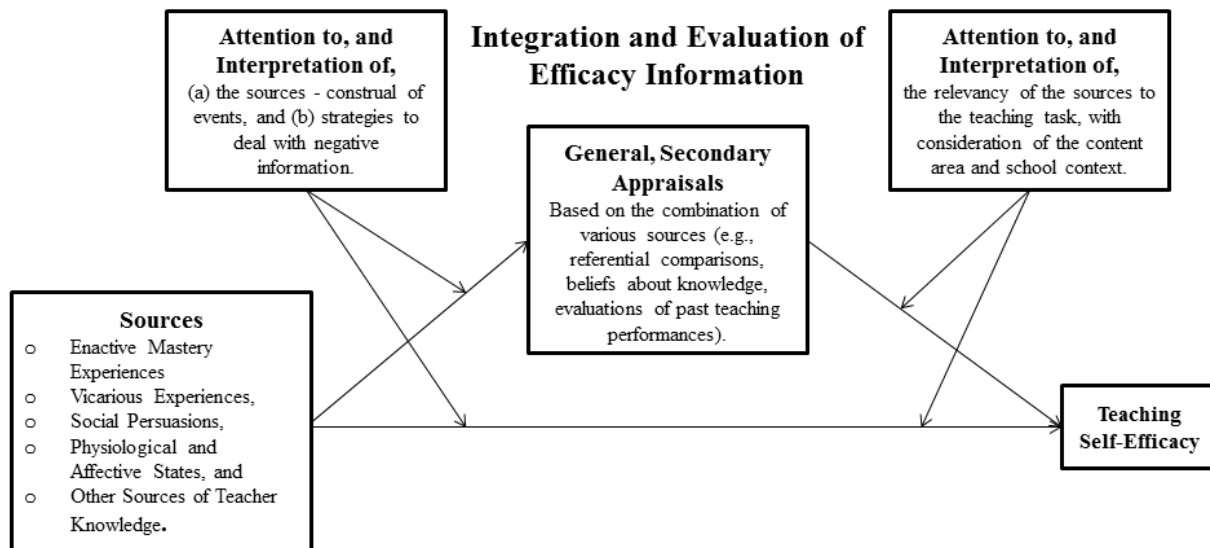 Integration and Evaluation of
Efficacy Information
Attention to, and
Interpretation of,
(a) the sources - construal of
events, and (b) strategies to
deal with negative
information.
Attention to, and
Interpretation of,
the relevancy of the sources to
the teaching task, with
consideration of the content
area and school context.
General, Secondary
Appraisals
Based on the combination of
various sources (e.g.,
referential comparisons,
beliefs about knowledge,
evaluations of past teaching
performances).
Sources
o Enactive Mastery
Experiences
o Vicarious Experiences,
o Social Persuasions,
o Physiological and
Affective States, and
o Other Sources of Teacher
Knowledge.
Teaching
Self-Efficacy